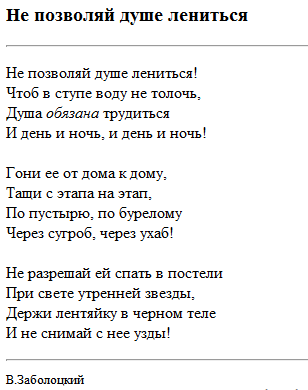 Не позволяй душе лениться
Не позволяй душе лениться!
Чтоб в ступе воду не толочь,
Душа обязана трудиться
И день и ночь, и день и ночь!
Гони ее от дома к дому,
Тащи с этапа на этап,
По пустырю, по бурелому
Через сугроб, через ухаб!
Не разрешай ей спать в постели
При свете утренней звезды,
Держи лентяйку в черном теле
И не снимай с нее узды!
В.Заболоцкий